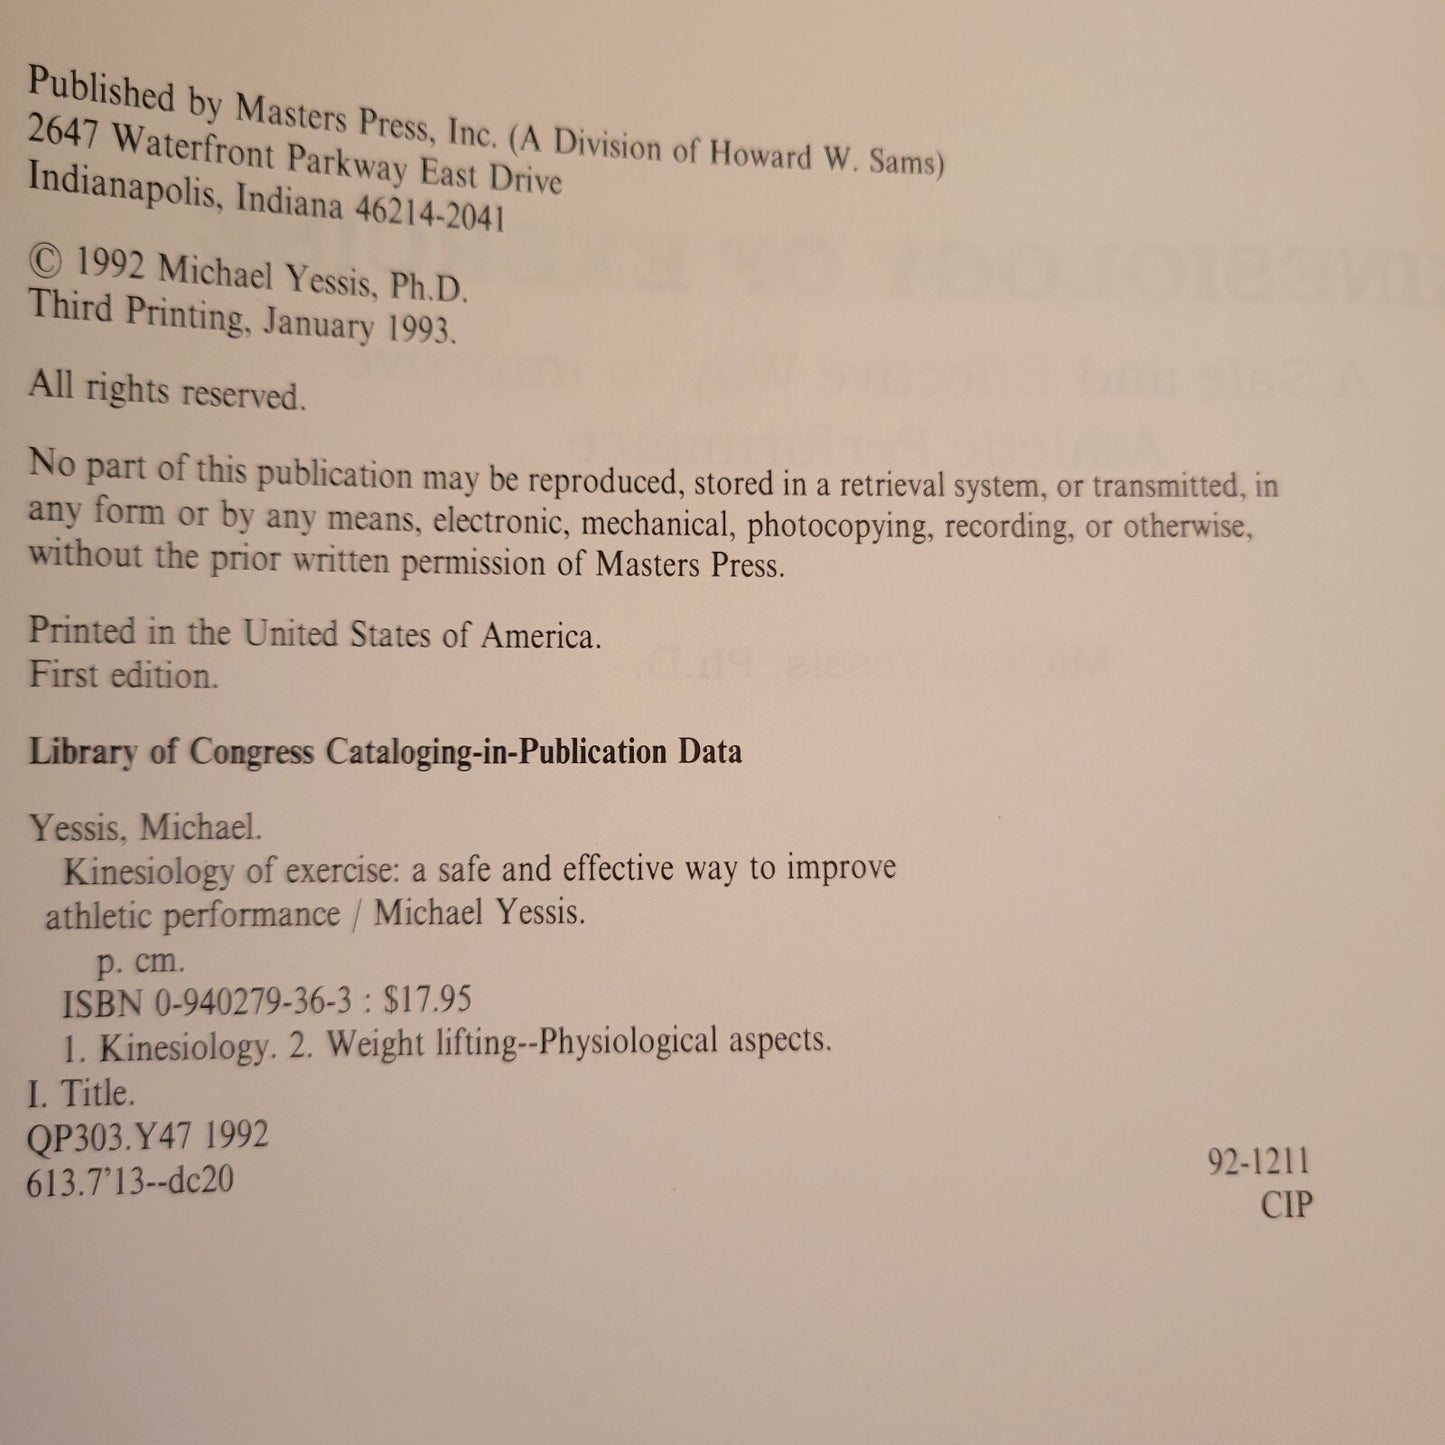 Published by Masters Press, Inc. (A Division of Howard W. Sams)
2647 Waterfront Parkway East Drive
Indianapolis, Indiana 46214-2041
© 1992 Michael Yessis, Ph.D.
Third Printing, January 1993.
All rights reserved.
No part of this publication may be reproduced, stored in a retrieval system, or transmitted, in
any form or by any means, electronic, mechanical, photocopying, recording, or otherwise,
without the prior written permission of Masters Press.
Printed in the United States of America.
First edition.
Library of Congress Cataloging-in-Publication Data
Yessis, Michael.
Kinesiology of exercise: a safe and effective way to improve
athletic performance / Michael Yessis.
p. cm.
ISBN 0-940279-36-3 : $17.95
1. Kinesiology. 2. Weight lifting--Physiological aspects.
I. Title.
QP303.Y47 1992
613.7'13--dc20
92-1211
CIP